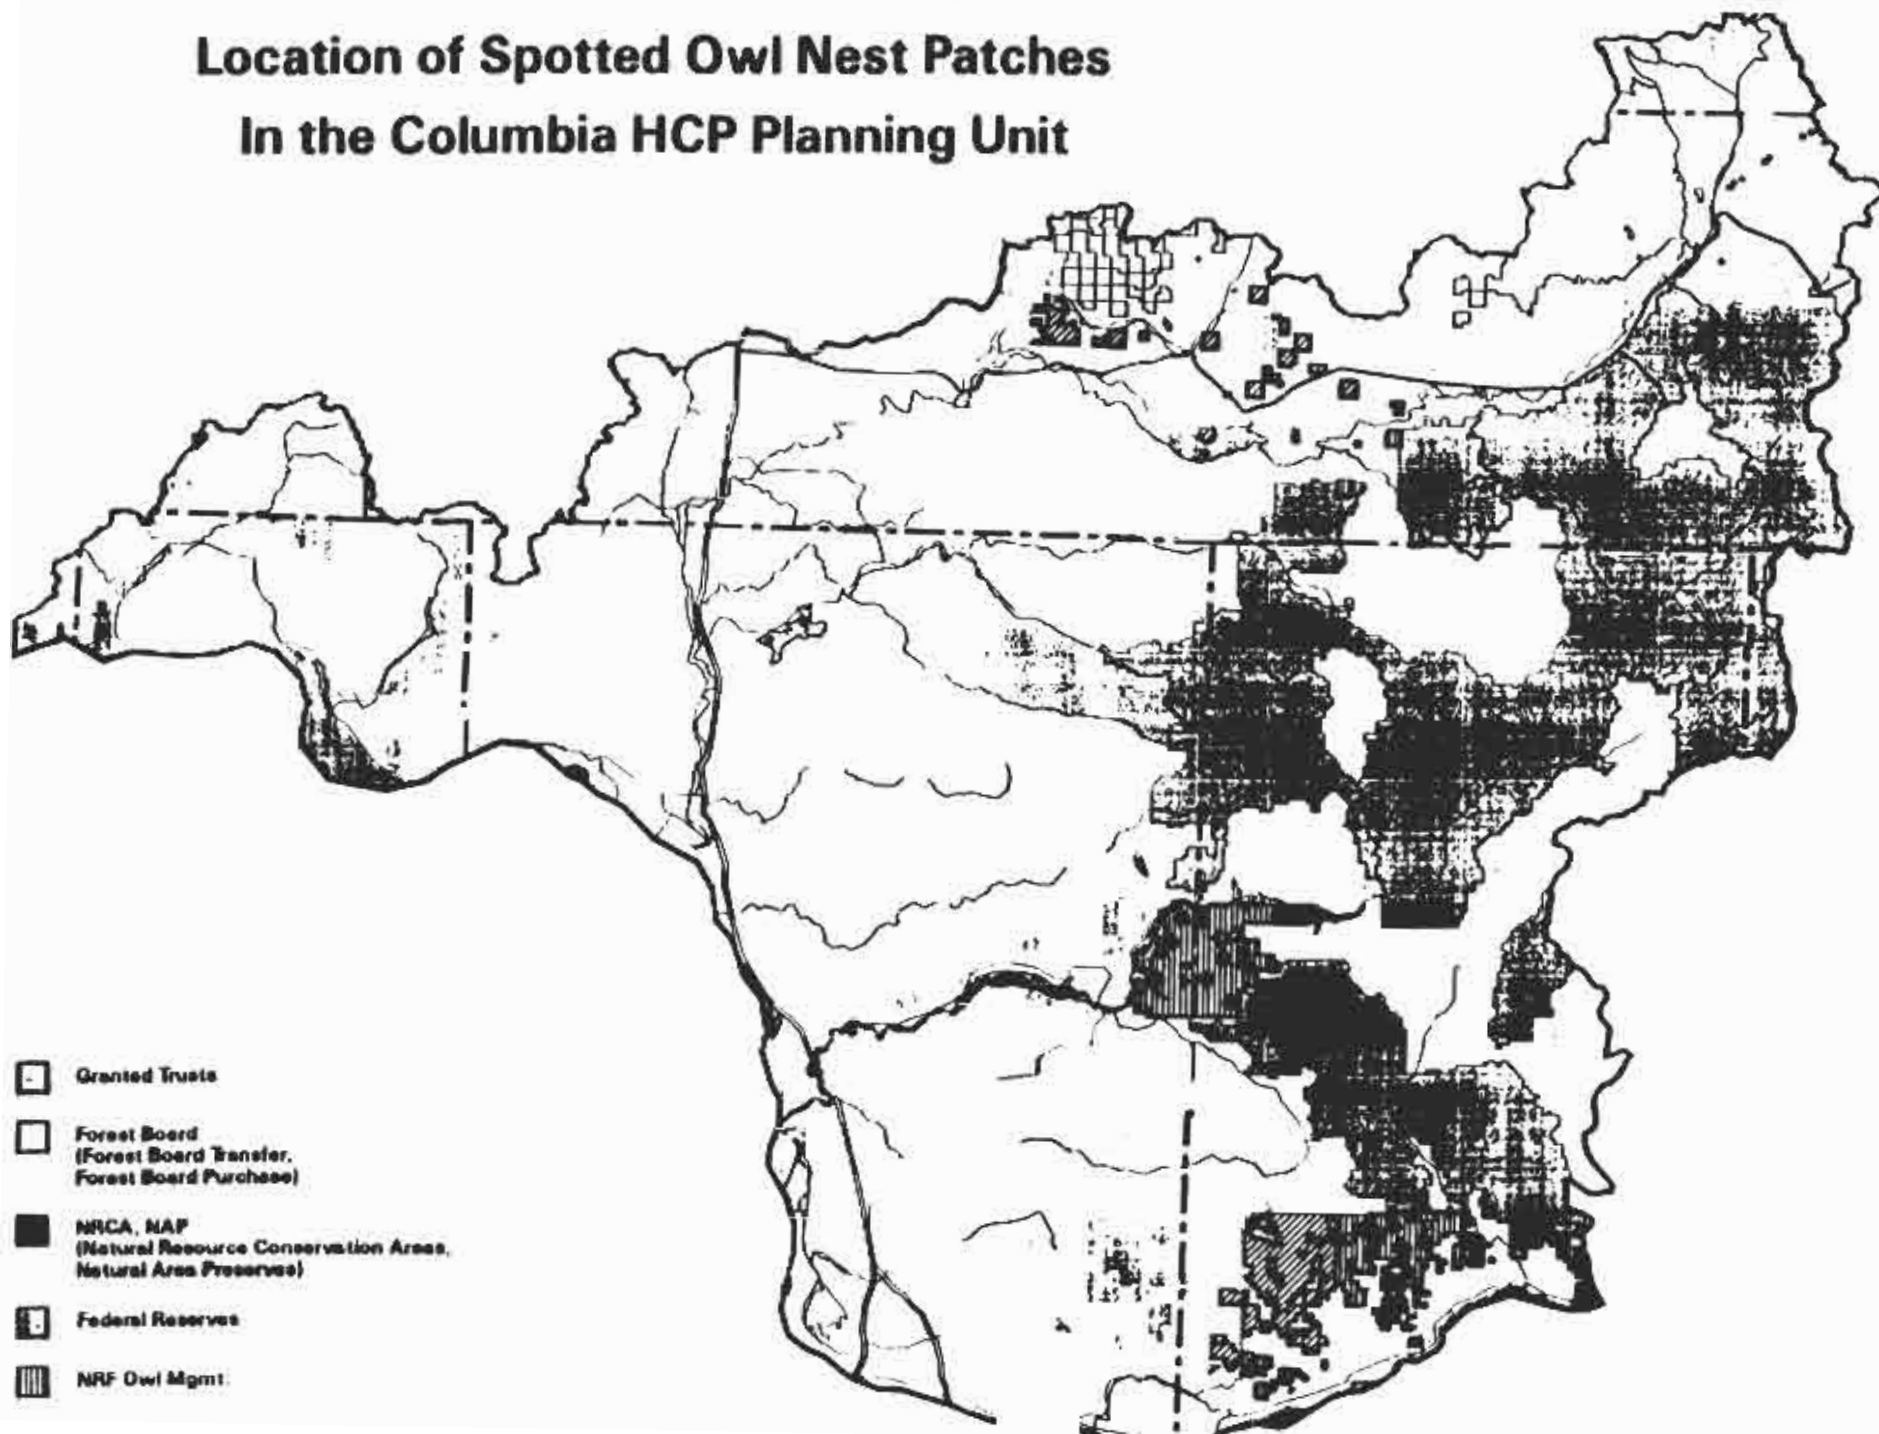 Location of Spotted Owl Nest Patches
In the Columbia HCP Planning Unit
Granted Trusts
Forest Board
(Forest Board Transfer,
Forest Board Purchase)
NRCA, NAP
(Natural Resource Conservation Areas,
Natural Area Preserves)
Federal Reserves
NRF Owl Mgmt.